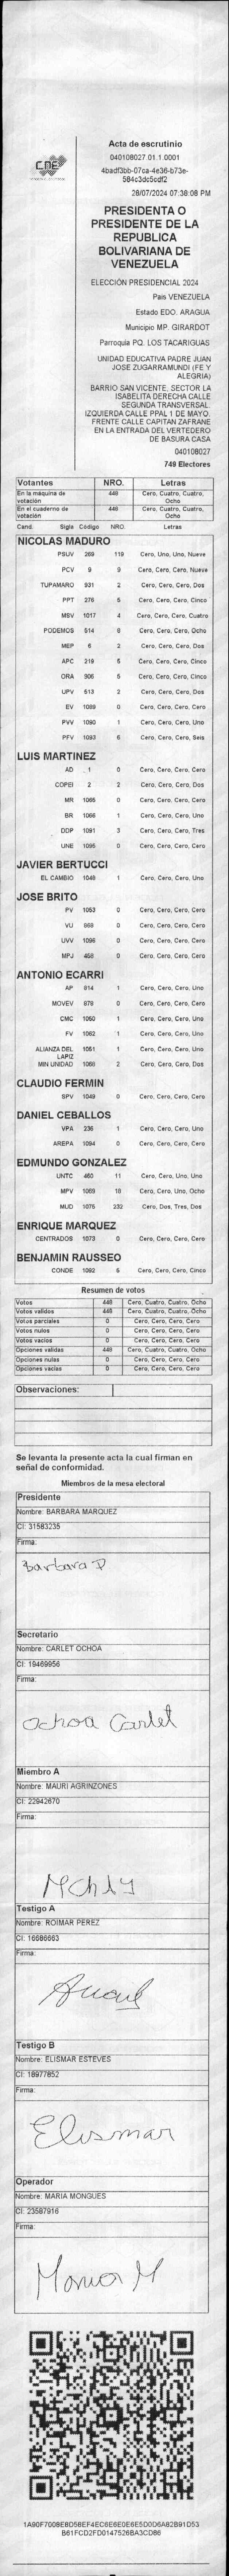 CNE
Acta de escrutinio
040108027.01.1.0001
4badf3bb-07ca-4e36-b73e-
584c3dc5cdf2
28/07/2024 07:38:08 PM
PRESIDENTA O
PRESIDENTE DE LA
REPUBLICA
BOLIVARIANA DE
VENEZUELA
ELECCIÓN PRESIDENCIAL 2024
Pais VENEZUELA
Estado EDO. ARAGUA
Municipio MP. GIRARDOT
Parroquia PQ. LOS TACARIGUAS
UNIDAD EDUCATIVA PADRE JUAN
JOSE ZUGARRAMUNDI (FE Y
ALEGRIA)
BARRIO SAN VICENTE, SECTOR LA
ISABELITA DERECHA CALLE
SEGUNDA TRANSVERSAL.
IZQUIERDA CALLE PPAL 1 DE MAYO.
FRENTE CALLE CAPITAN ZAFRANE
EN LA ENTRADA DEL VERTEDERO
DE BASURA CASA
040108027
749 Electores
Votantes NRO. Letras
En la máquina de votación 448 Cero, Cuatro, Cuatro, Ocho
En el cuaderno de votación 448 Cero, Cuatro, Cuatro, Ocho
Cand. Sigla Código NRO. Letras
NICOLAS MADURO
PSUV 269 119 Cero, Uno, Uno, Nueve
PCV 9 9 Cero, Cero, Cero, Nueve
TUPAMARO 931 2 Cero, Cero, Cero, Dos
PPT 276 5 Cero, Cero, Cero, Cinco
MSV 1017 4 Cero, Cero, Cero, Cuatro
PODEMOS 514 8 Cero, Cero, Cero, Ocho
MEP 6 2 Cero, Cero, Cero, Dos
APC 219 5 Cero, Cero, Cero, Cinco
ORA 906 5 Cero, Cero, Cero, Cinco
UPV 513 2 Cero, Cero, Cero, Dos
EV 1089 0 Cero, Cero, Cero, Cero
PVV 1090 1 Cero, Cero, Cero, Uno
PFV 1093 6 Cero, Cero, Cero, Seis
LUIS MARTINEZ
AD 1 0 Cero, Cero, Cero, Cero
COPEI 2 2 Cero, Cero, Cero, Dos
MR 1065 0 Cero, Cero, Cero, Cero
BR 1066 1 Cero, Cero, Cero, Uno
DDP 1091 3 Cero, Cero, Cero, Tres
UNE 1095 0 Cero, Cero, Cero, Cero
JAVIER BERTUCCI
EL CAMBIO 1048 1 Cero, Cero, Cero, Uno
JOSE BRITO
PV 1053 0 Cero, Cero, Cero, Cero
VU 868 0 Cero, Cero, Cero, Cero
UVV 1096 0 Cero, Cero, Cero, Cero
MPJ 458 0 Cero, Cero, Cero, Cero
ANTONIO ECARRI
AP 814 1 Cero, Cero, Cero, Uno
MOVEV 878 0 Cero, Cero, Cero, Cero
CMC 1050 1 Cero, Cero, Cero, Uno
FV 1062 1 Cero, Cero, Cero, Uno
ALIANZA DEL LAPIZ 1051 1 Cero, Cero, Cero, Uno
MIN UNIDAD 1068 2 Cero, Cero, Cero, Dos
CLAUDIO FERMIN
SPV 1049 0 Cero, Cero, Cero, Cero
DANIEL CEBALLOS
VPA 236 1 Cero, Cero, Cero, Uno
AREPA 1094 0 Cero, Cero, Cero, Cero
EDMUNDO GONZALEZ
UNTC 460 11 Cero, Cero, Uno, Uno
MPV 1069 18 Cero, Cero, Uno, Ocho
MUD 1075 232 Cero, Dos, Tres, Dos
ENRIQUE MARQUEZ
CENTRADOS 1073 0 Cero, Cero, Cero, Cero
BENJAMIN RAUSSEO
CONDE 1092 5 Cero, Cero, Cero, Cinco
Resumen de votos
Votos 448 Cero, Cuatro, Cuatro, Ocho
Votos validos 448 Cero, Cuatro, Cuatro, Ocho
Votos parciales 0 Cero, Cero, Cero, Cero
Votos nulos 0 Cero, Cero, Cero, Cero
Votos vacios 0 Cero, Cero, Cero, Cero
Opciones validas 448 Cero, Cuatro, Cuatro, Ocho
Opciones nulas 0 Cero, Cero, Cero, Cero
Opciones vacias 0 Cero, Cero, Cero, Cero
Observaciones:
Se levanta la presente acta la cual firman en
señal de conformidad.
Miembros de la mesa electoral
Presidente
Nombre: BARBARA MARQUEZ
CI: 31583235
Firma:
Barbara
Secretario
Nombre: CARLET OCHOA
CI: 19469956
Firma:
Ochoa Carlet
Miembro A
Nombre: MAURI AGRINZONES
CI: 22942670
Firma:
Testigo A
Nombre: ROIMAR PEREZ
CI: 16686663
Firma:
Testigo B
Nombre: ELISMAR ESTEVES
CI: 18977652
Firma:
Elismar
Operador
Nombre: MARIA MONGUES
CI: 23587916
Firma:
Maria M
1A90F7008E8D58EF4EC6E6E0E6E5D0D6A82B91D53
B61FCD2FD0147526BA3CD86